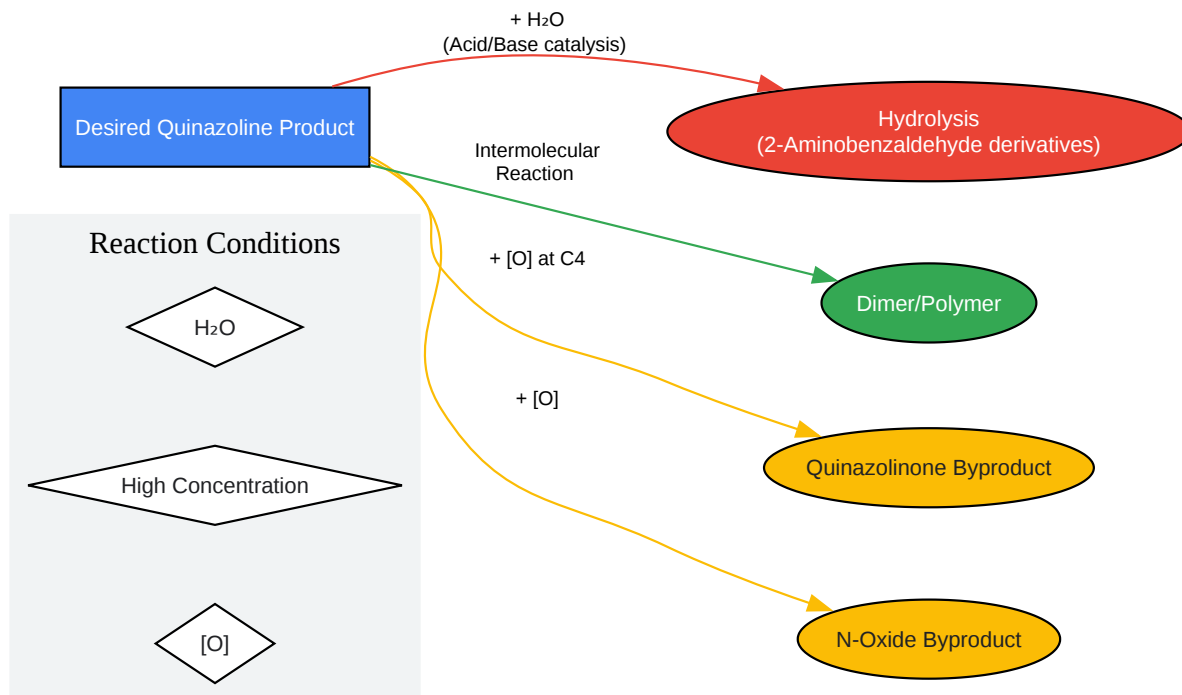 + H₂O
(Acid/Base catalysis)
Desired Quinazoline Product
Hydrolysis
(2-Aminobenzaldehyde derivatives)
Intermolecular
Reaction
Reaction Conditions
+ [O] at C4
Dimer/Polymer
H₂O
+ [O]
Quinazolinone Byproduct
High Concentration
N-Oxide Byproduct
[O]